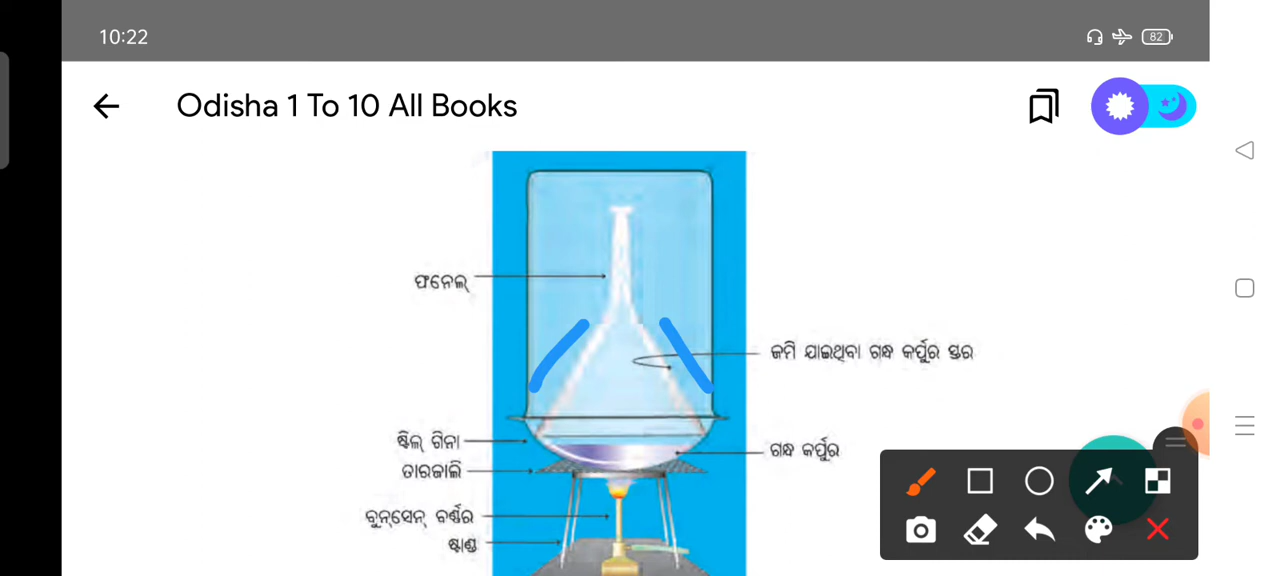 10:22
82
Odisha 1 To 10 All Books
ଫନେଲ୍
ଜମି ଯାଇଥିବା ଗନ୍ଧ କର୍ପୁର ସ୍ତର
ଷ୍ଟିଲ୍ ଗିନା
ଗନ୍ଧ କର୍ପୁର
ତାରଜାଲି
ବୁନ୍‌ସେନ୍ ବର୍ଣ୍ଣର
ଷ୍ଟାଣ୍ଡ